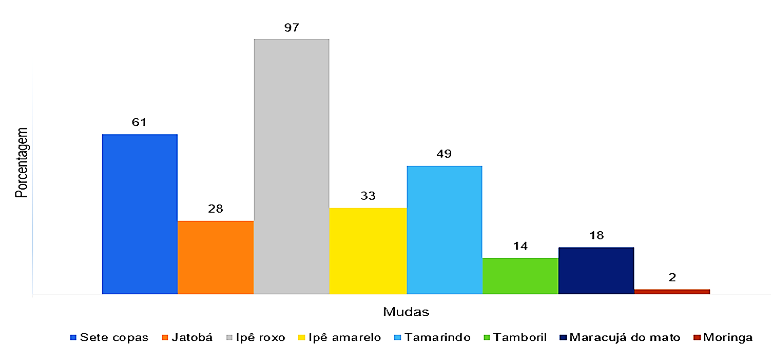 97
61
49
33
28
18
14
2
Porcentagem
Mudas
Sete copas Jatobá Ipê roxo Ipê amarelo Tamarindo Tamboril Maracujá do mato Moringa